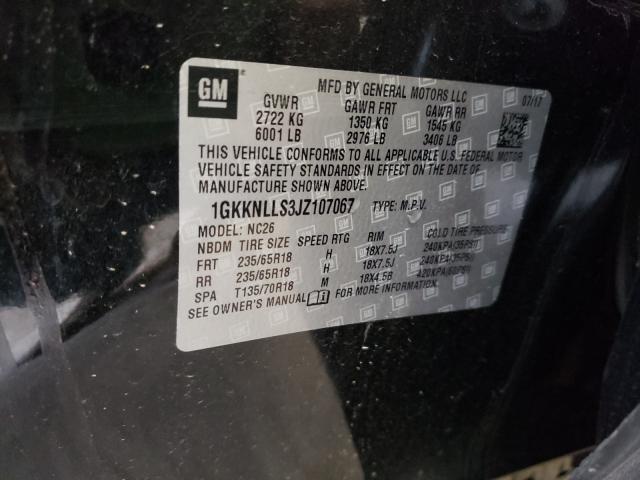 GM
MFD BY GENERAL MOTORS LLC
07/17
GVWR GAWR FRT GAWR RR
2722 KG 1350 KG 1545 KG
6001 LB 2976 LB 3406 LB
THIS VEHICLE CONFORMS TO ALL APPLICABLE U.S. FEDERAL MOTOR
VEHICLE SAFETY STANDARDS IN EFFECT ON THE DATE OF
MANUFACTURE SHOWN ABOVE.
1GKKNLLS3JZ107067 TYPE: M.P.V.
MODEL: NC26
NBDM TIRE SIZE SPEED RTG RIM COLD TIRE PRESSURE
FRT 235/65R18 H 18X7.5J 240KPA(35PSI)
RR 235/65R18 H 18X7.5J 240KPA(35PSI)
SPA T135/70R18 M 18X4.5B 420KPA(60PSI)
SEE OWNER'S MANUAL FOR MORE INFORMATION.